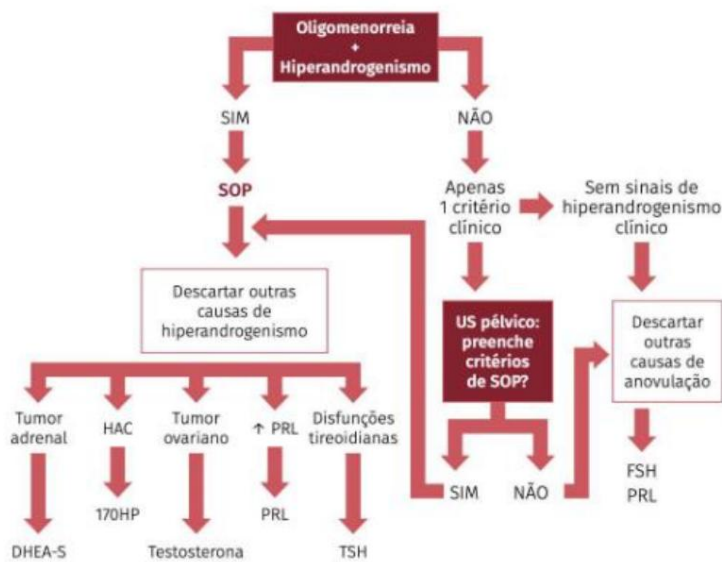 Oligomenorreia
+
Hiperandrogenismo
SIM
NÃO
SOP
Apenas
1 critério
clínico
Sem sinais de
hiperandrogenismo
clínico
Descartar outras
causas de
hiperandrogenismo
US pélvico:
preenche
critérios
de SOP?
Descartar
outras
causas de
anovulação
Tumor
adrenal
HAC
Tumor
ovariano
↑ PRL
Disfunções
tireoidianas
SIM
NÃO
FSH
PRL
DHEA-S
170HP
Testosterona
PRL
TSH